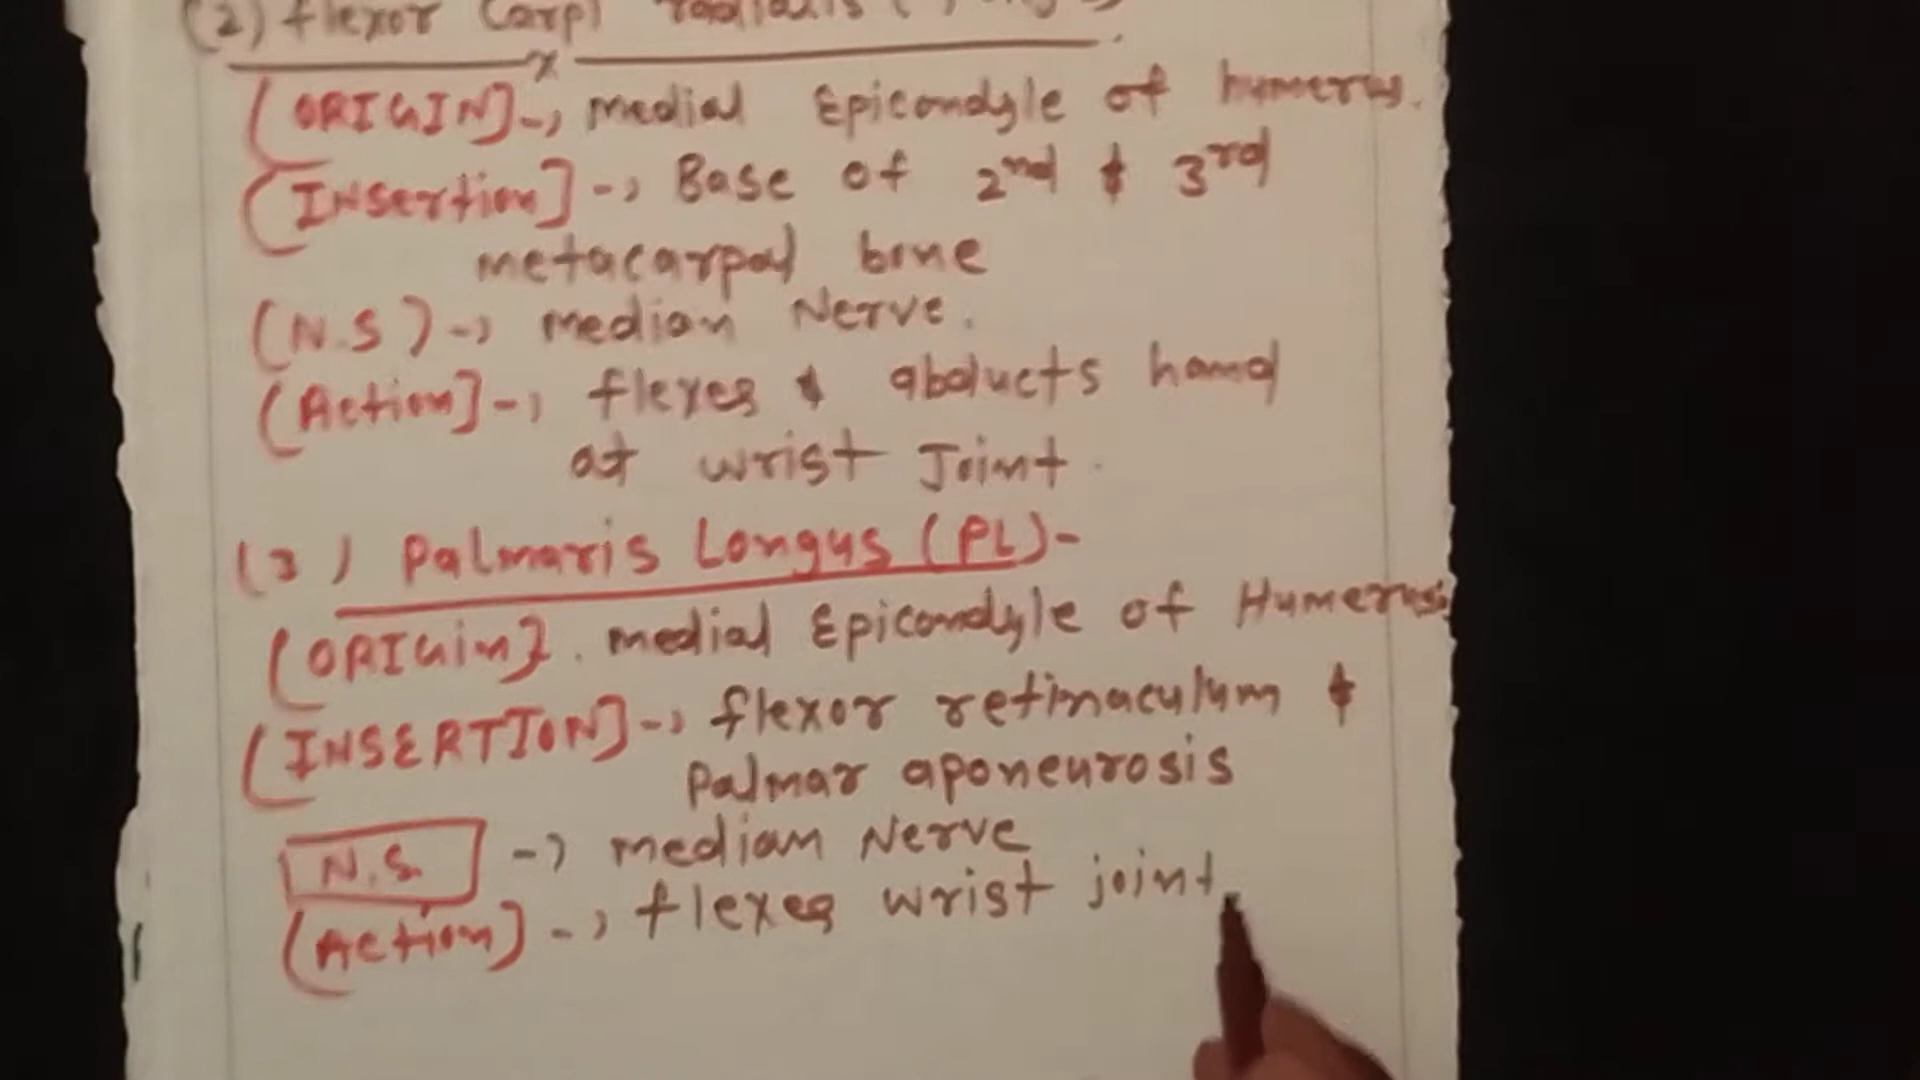 (2) flexor Carpi radialis
[ORIGIN] -> medial Epicondyle of humerus.
[INsertion] -> Base of 2nd & 3rd
metacarpal bone
(N.S) -> median Nerve.
(Action] -> flexes & abducts hand
at wrist Joint.
(3) Palmaris Longus (PL)-
[ORIGin]. medial Epicondyle of Humerus.
[INSERTION] -> flexor retinaculum &
Palmar aponeurosis
N.S. -> median Nerve
(Action] -> flexes wrist joint.